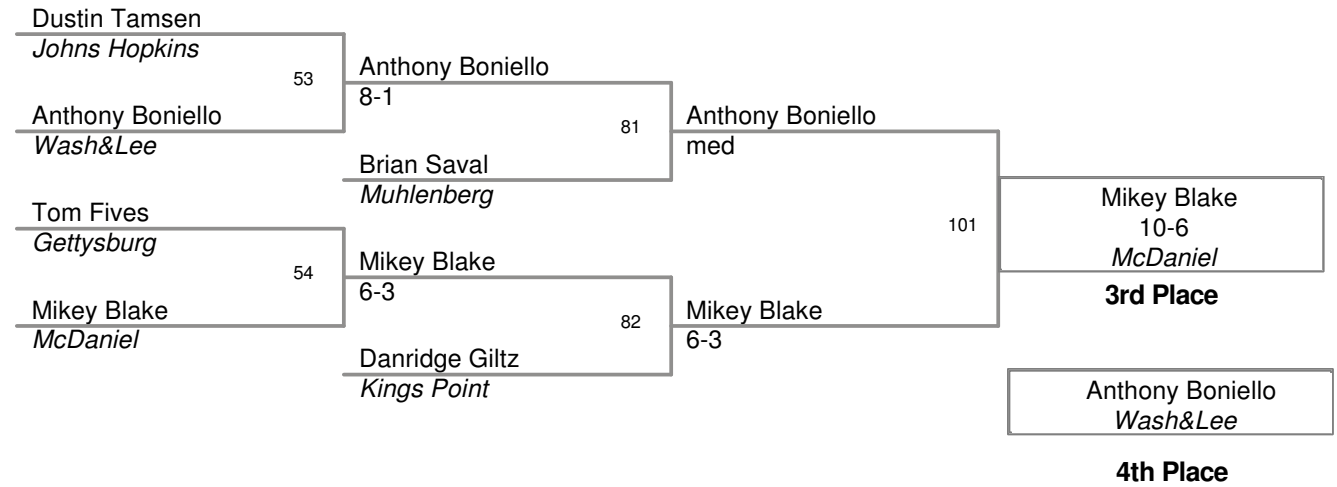 Dustin Tamsen
Johns Hopkins
53
Anthony Boniello
Wash&Lee
Anthony Boniello
8-1
81
Brian Saval
Muhlenberg
Anthony Boniello
med
Tom Fives
Gettysburg
54
Mikey Blake
McDaniel
Mikey Blake
6-3
82
Danridge Giltz
Kings Point
Mikey Blake
6-3
101
Mikey Blake
10-6
McDaniel
3rd Place
Anthony Boniello
Wash&Lee
4th Place